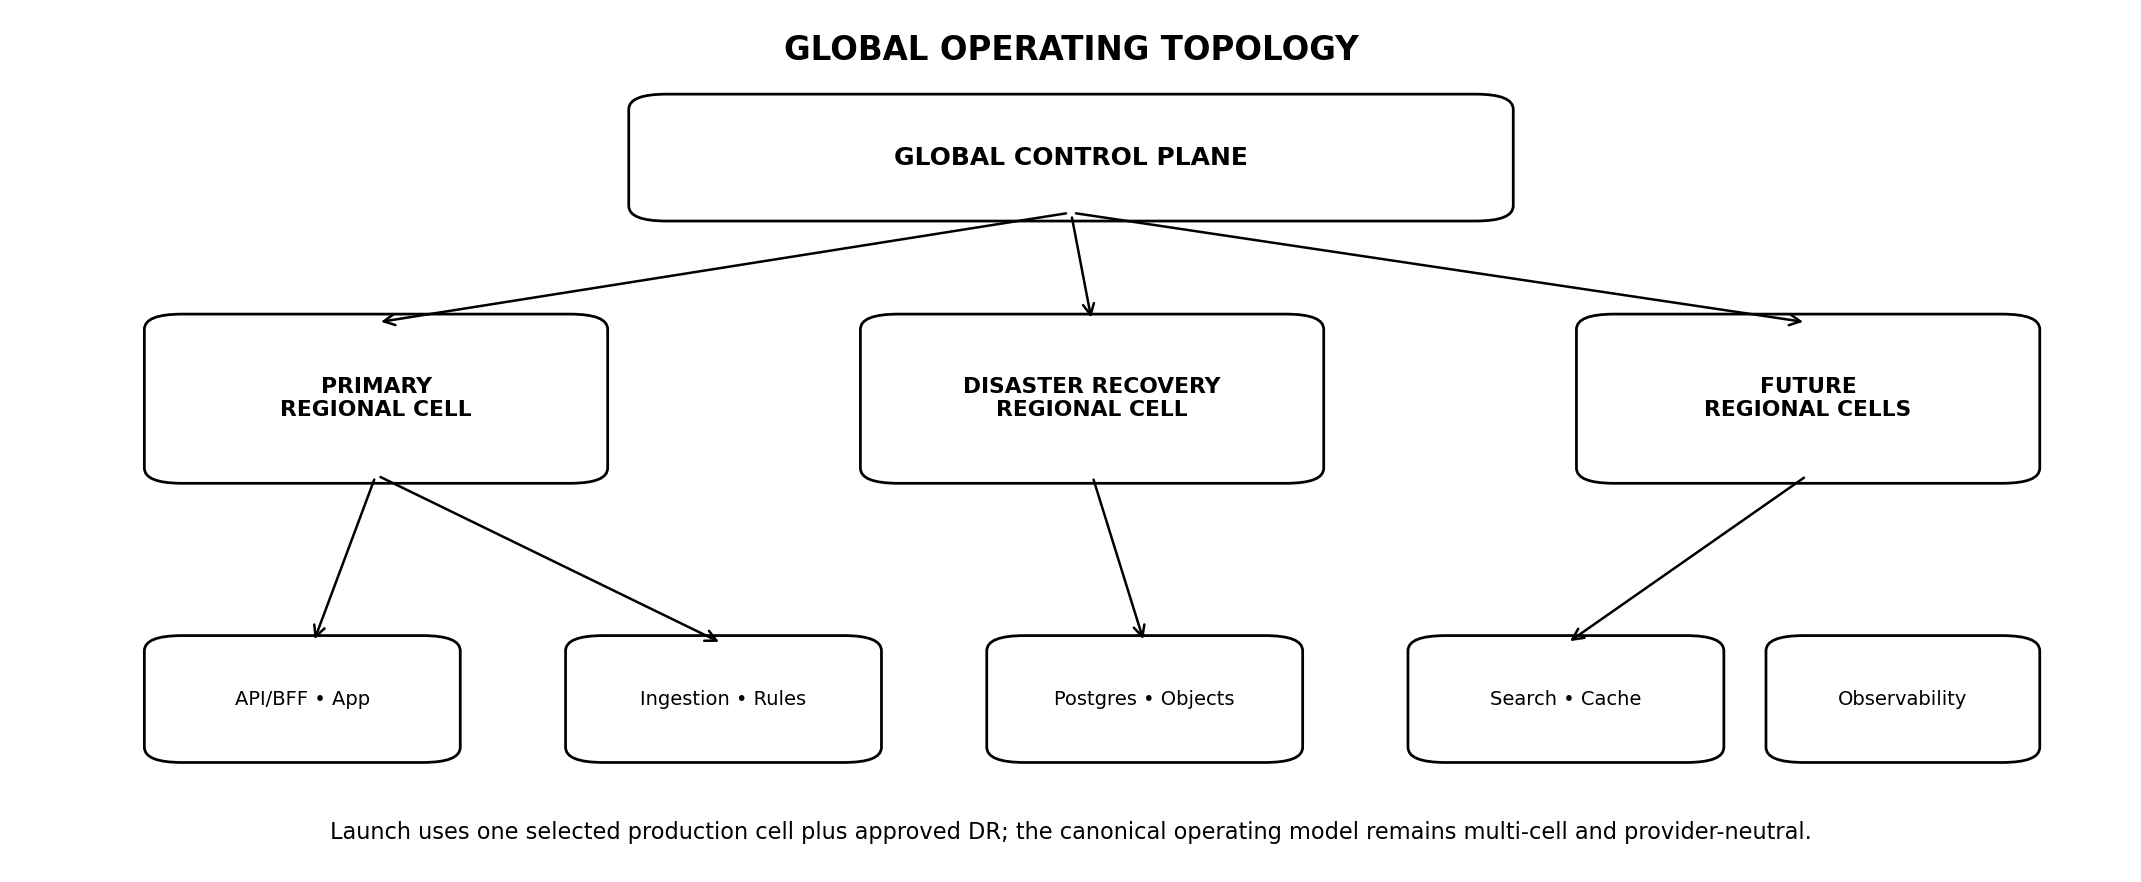 GLOBAL OPERATING TOPOLOGY
GLOBAL CONTROL PLANE
PRIMARY
REGIONAL CELL
DISASTER RECOVERY
REGIONAL CELL
FUTURE
REGIONAL CELLS
API/BFF • App
Ingestion • Rules
Postgres • Objects
Search • Cache
Observability
Launch uses one selected production cell plus approved DR; the canonical operating model remains multi-cell and provider-neutral.